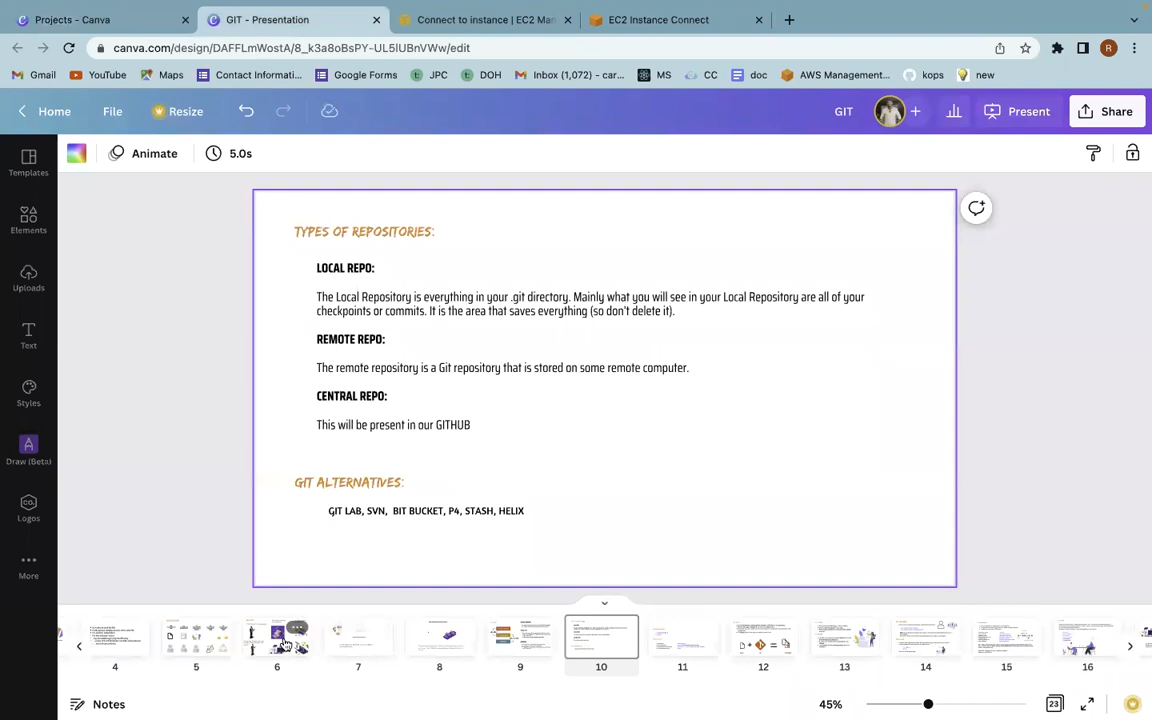 Projects - Canva
GIT - Presentation
Connect to instance | EC2 Man
EC2 Instance Connect
canva.com/design/DAFFLmWostA/8_k3a8oBsPY-UL5lUBnVWw/edit
R
Gmail
YouTube
Maps
Contact Informati...
Google Forms
JPC
DOH
Inbox (1,072) - car...
MS
CC
doc
AWS Management...
kops
new
Home
File
Resize
GIT
Present
Share
Animate
5.0s
Templates
Elements
Uploads
Text
Styles
Draw (Beta)
Logos
More
TYPES OF REPOSITORIES:
LOCAL REPO:
The Local Repository is everything in your .git directory. Mainly what you will see in your Local Repository are all of your
checkpoints or commits. It is the area that saves everything (so don't delete it).
REMOTE REPO:
The remote repository is a Git repository that is stored on some remote computer.
CENTRAL REPO:
This will be present in our GITHUB
GIT ALTERNATIVES:
GIT LAB, SVN, BIT BUCKET, P4, STASH, HELIX
4
5
6
7
8
9
10
11
12
13
14
15
16
Notes
45%
23